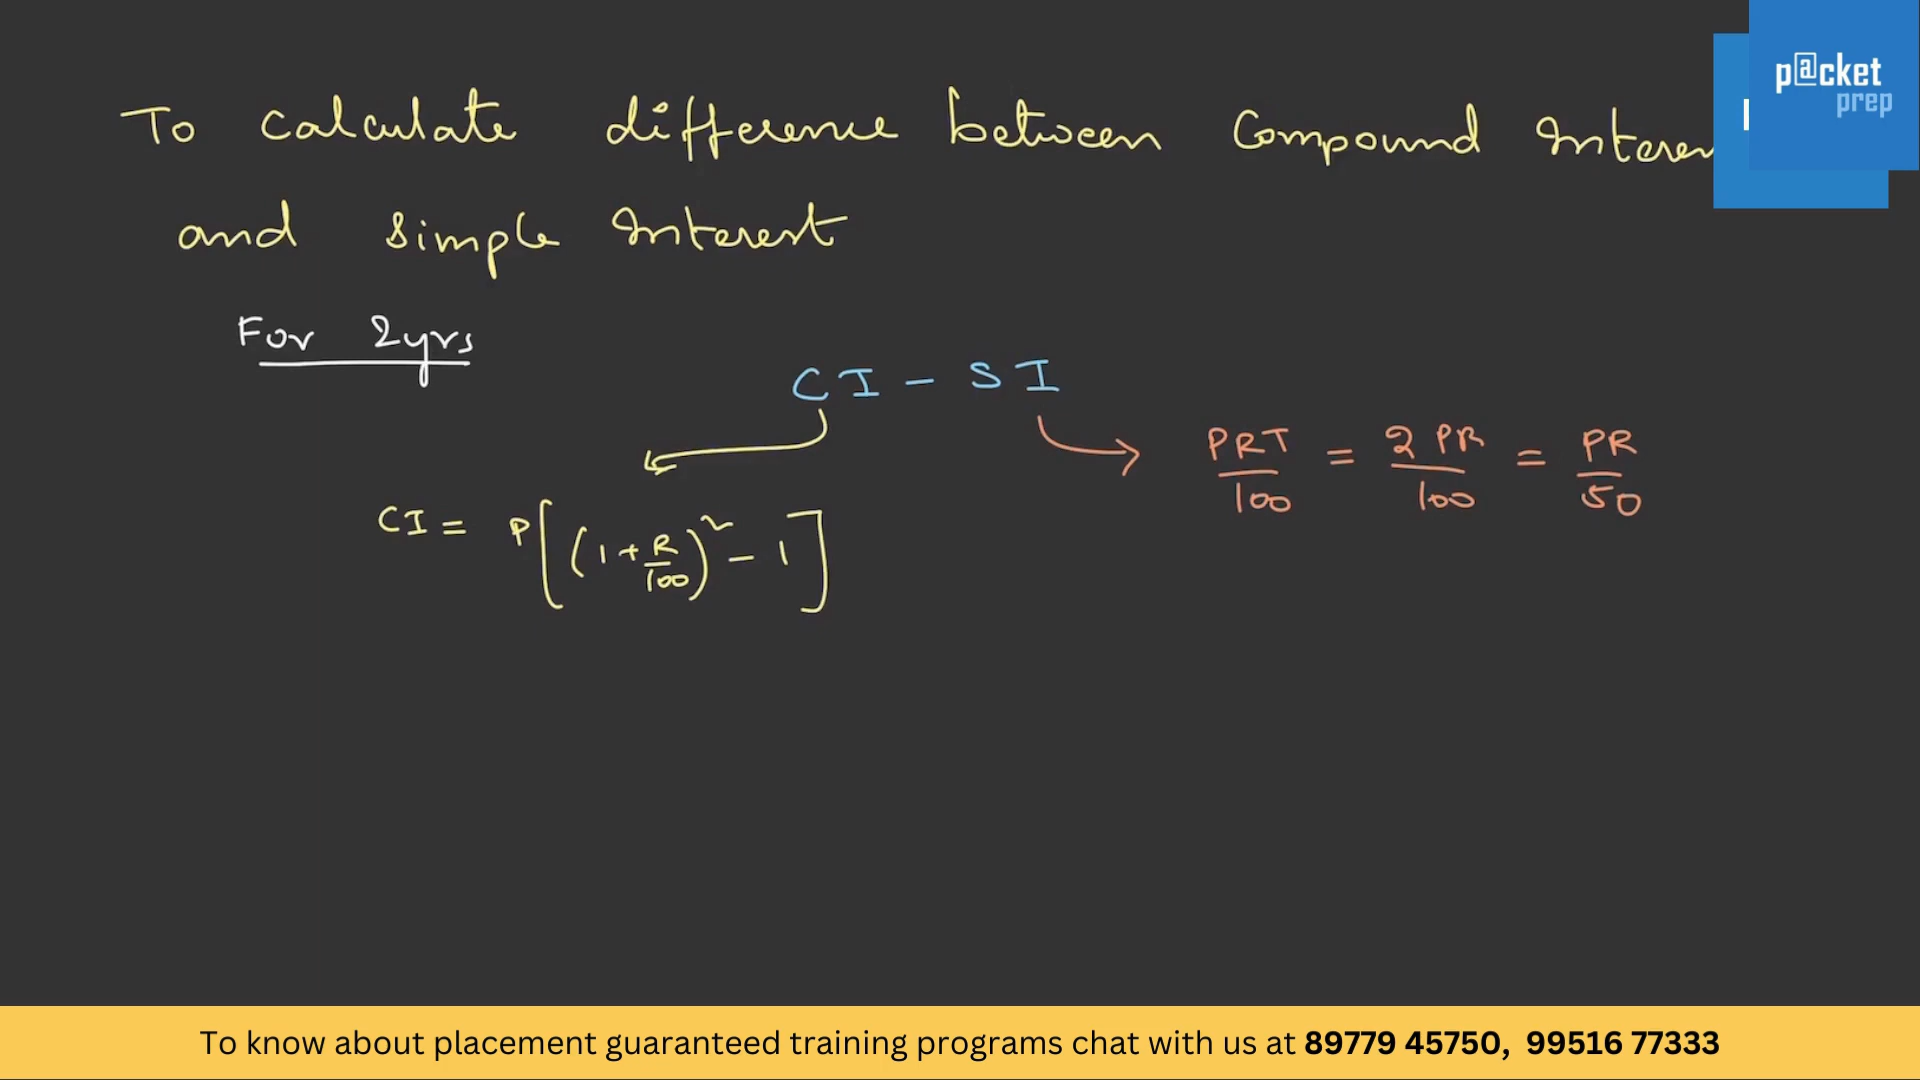 To calculate difference between Compound
and Simple Interest
For 2yrs
CI - SI
PRT/100 = 2PR/100 = PR/50
CI = P[(1+R/100)² - 1]
p@cket
prep
To know about placement guaranteed training programs chat with us at 89779 45750, 99516 77333